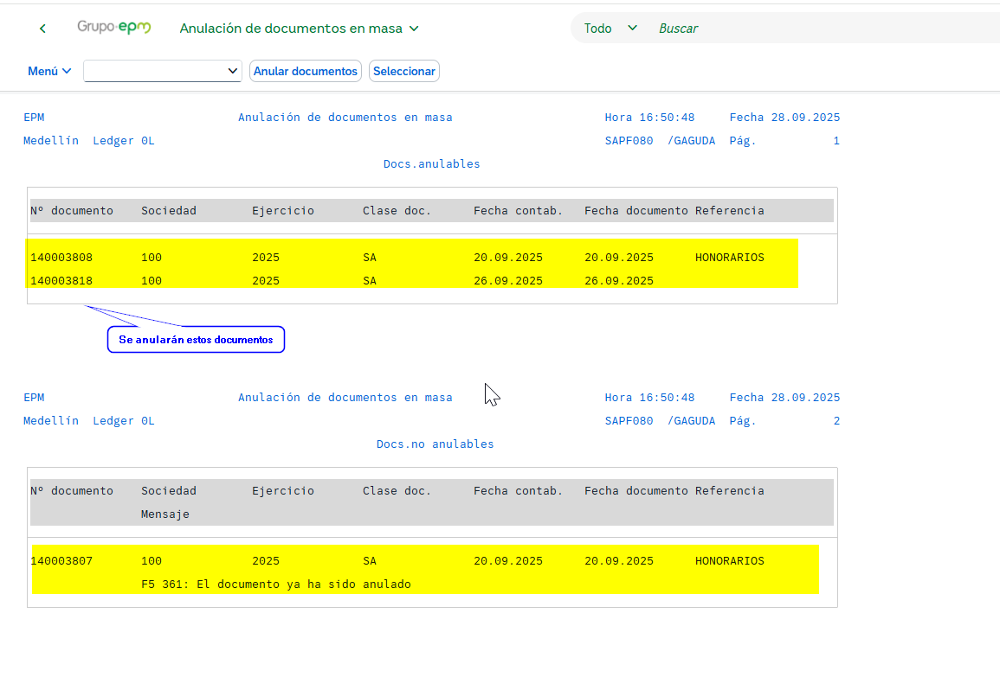 Grupo·epm Anulación de documentos en masa Todo Buscar
Menú Anular documentos Seleccionar
EPM Anulación de documentos en masa Hora 16:50:48 Fecha 28.09.2025
Medellín Ledger 0L SAPF080 /GAGUDA Pág. 1
Docs.anulables
Nº documento Sociedad Ejercicio Clase doc. Fecha contab. Fecha documento Referencia
140003808 100 2025 SA 20.09.2025 20.09.2025 HONORARIOS
140003818 100 2025 SA 26.09.2025 26.09.2025
Se anularán estos documentos
EPM Anulación de documentos en masa Hora 16:50:48 Fecha 28.09.2025
Medellín Ledger 0L SAPF080 /GAGUDA Pág. 2
Docs.no anulables
Nº documento Sociedad Ejercicio Clase doc. Fecha contab. Fecha documento Referencia
Mensaje
140003807 100 2025 SA 20.09.2025 20.09.2025 HONORARIOS
F5 361: El documento ya ha sido anulado